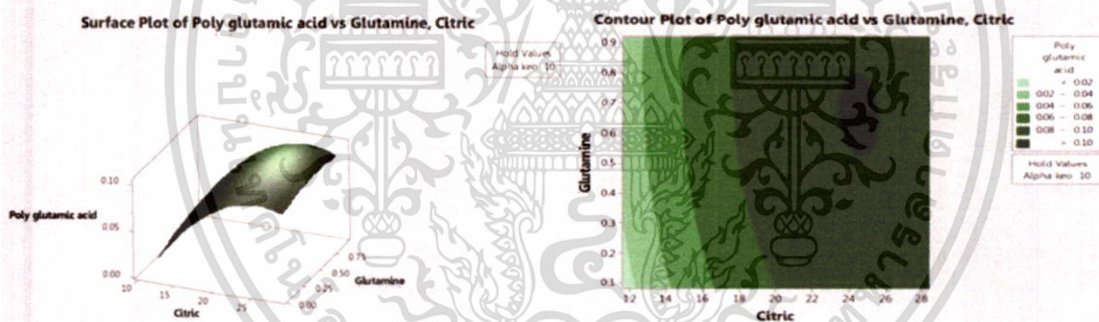 Surface Plot of Poly glutamic acid vs Glutamine, Citric
Hold Values
Alpha keo 10
Poly glutamic acid
0.10
0.05
0.00
10
15
20
25
Citric
0.00
0.25
0.50
0.75
Glutamine
Contour Plot of Poly glutamic acid vs Glutamine, Citric
Glutamine
0.9
0.8
0.7
0.6
0.5
0.4
0.3
0.2
0.1
12 14 16 18 20 22 24 26 28
Citric
Poly
glutamic
acid
< 0.02
0.02 - 0.04
0.04 - 0.06
0.06 - 0.08
0.08 - 0.10
> 0.10
Hold Values
Alpha keo 10